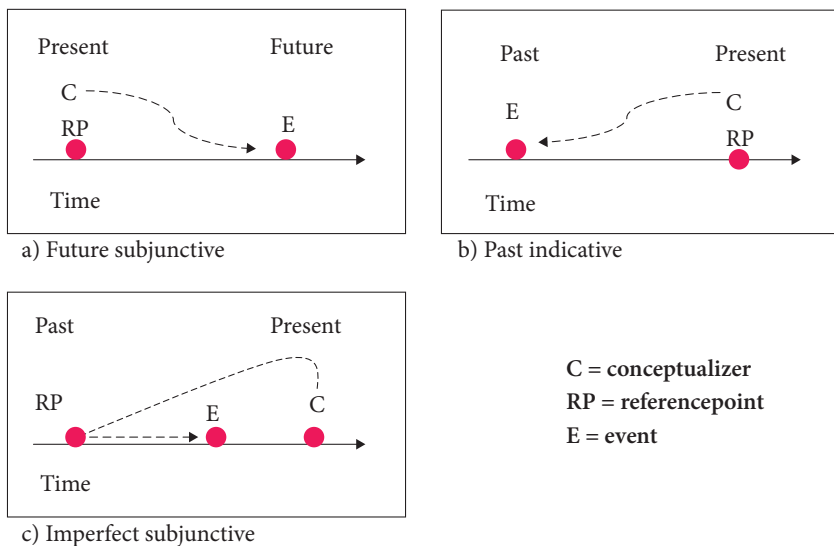 Present Future
C
RP
E
Time
a) Future subjunctive
Past Present
E
C
RP
Time
b) Past indicative
Past Present
RP
E
C
Time
c) Imperfect subjunctive
C = conceptualizer
RP = referencepoint
E = event